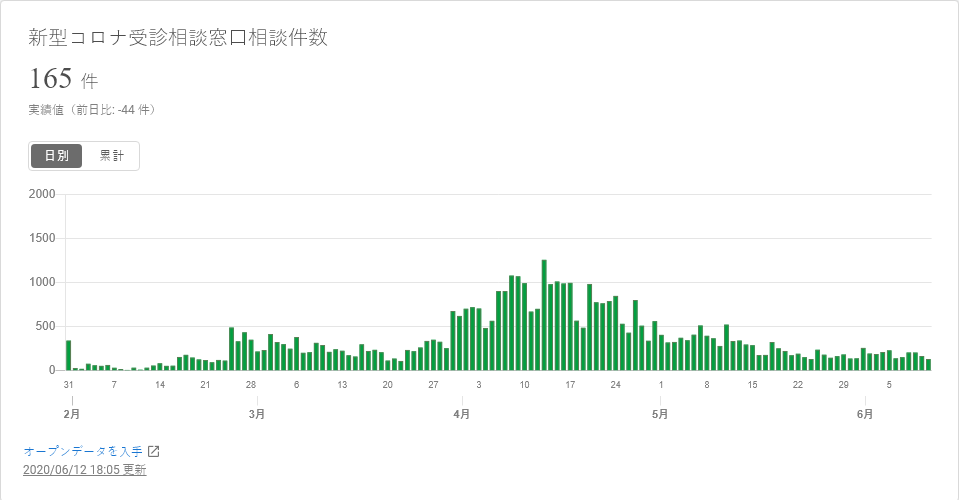 新型コロナ受診相談窓口相談件数
165 件
実績値（前日比: -44 件）
日別 累計
2000
1500
1000
500
0
31 7 14 21 28 6 13 20 27 3 10 17 24 1 8 15 22 29 5
2月 3月 4月 5月 6月
オープンデータを入手
2020/06/12 18:05 更新